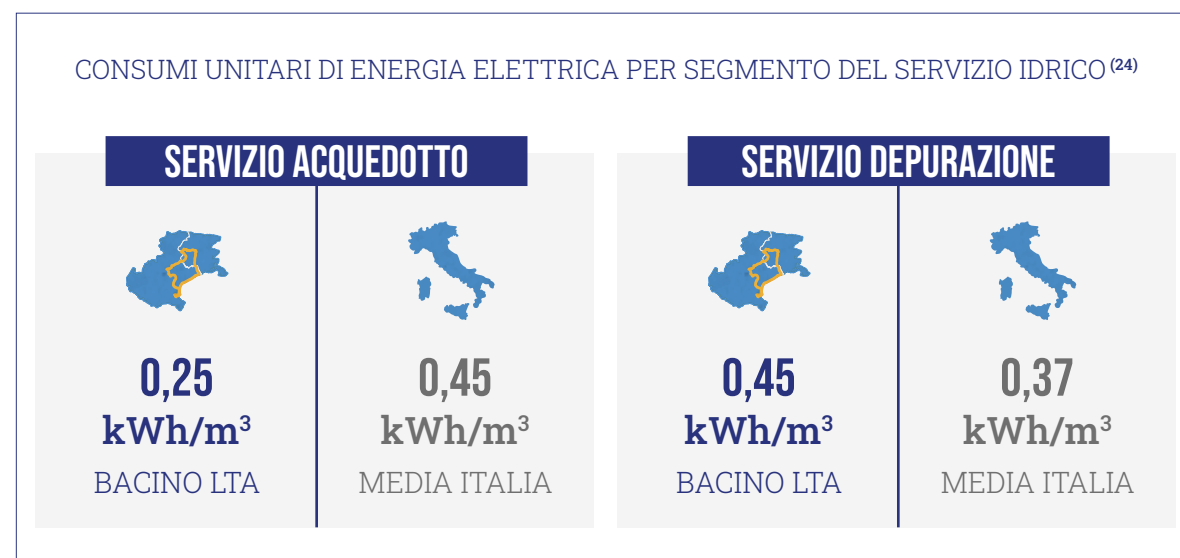 CONSUMI UNITARI DI ENERGIA ELETTRICA PER SEGMENTO DEL SERVIZIO IDRICO (24)
SERVIZIO ACQUEDOTTO
0,25
kWh/m³
BACINO LTA
0,45
kWh/m³
MEDIA ITALIA
SERVIZIO DEPURAZIONE
0,45
kWh/m³
BACINO LTA
0,37
kWh/m³
MEDIA ITALIA